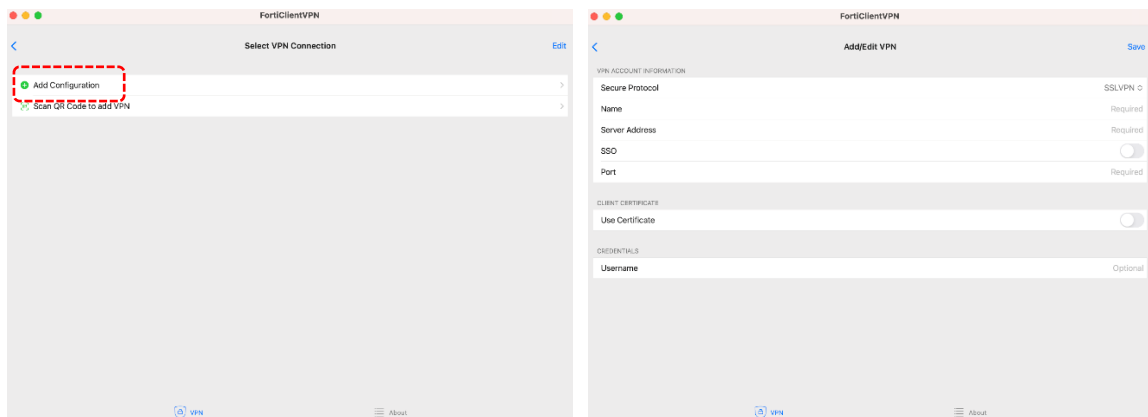 FortiClientVPN
Select VPN Connection
Edit
Add Configuration
Scan QR Code to add VPN
VPN
About
FortiClientVPN
Add/Edit VPN
Save
VPN ACCOUNT INFORMATION
Secure Protocol
SSLVPN
Name
Required
Server Address
Required
SSO
Port
Required
CLIENT CERTIFICATE
Use Certificate
CREDENTIALS
Username
Optional
VPN
About